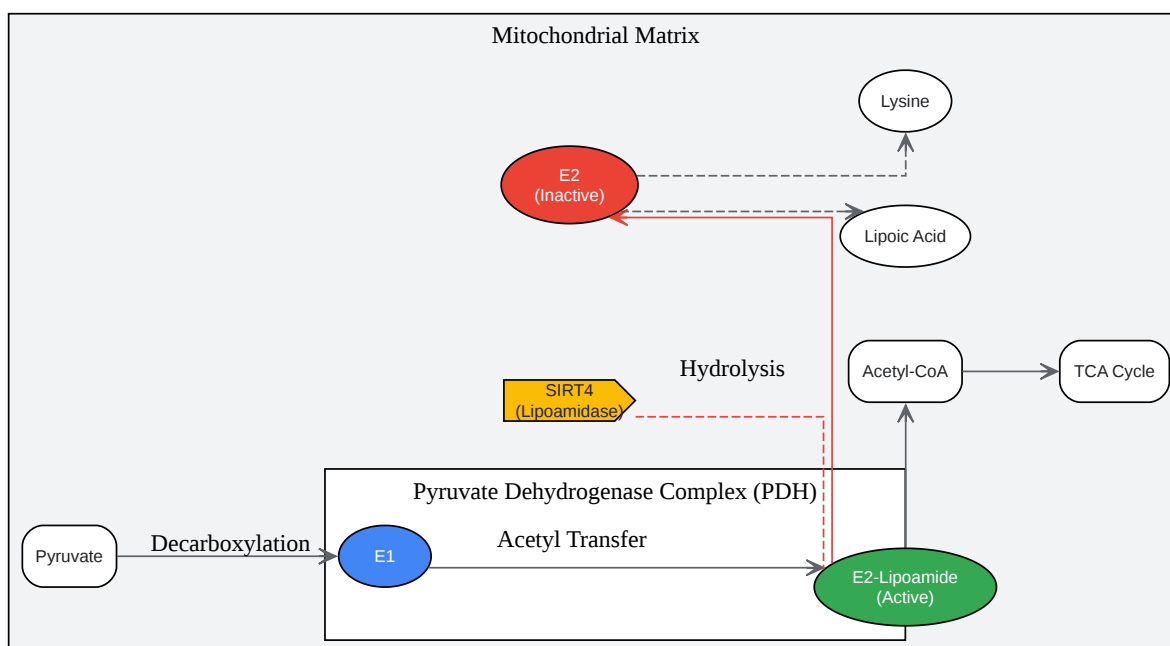 Mitochondrial Matrix
Lysine
E2
(Inactive)
Lipoic Acid
Hydrolysis
Acetyl-CoA
TCA Cycle
SIRT4
(Lipoamidase)
Pyruvate Dehydrogenase Complex (PDH)
Decarboxylation
Acetyl Transfer
Pyruvate
E1
E2-Lipoamide
(Active)